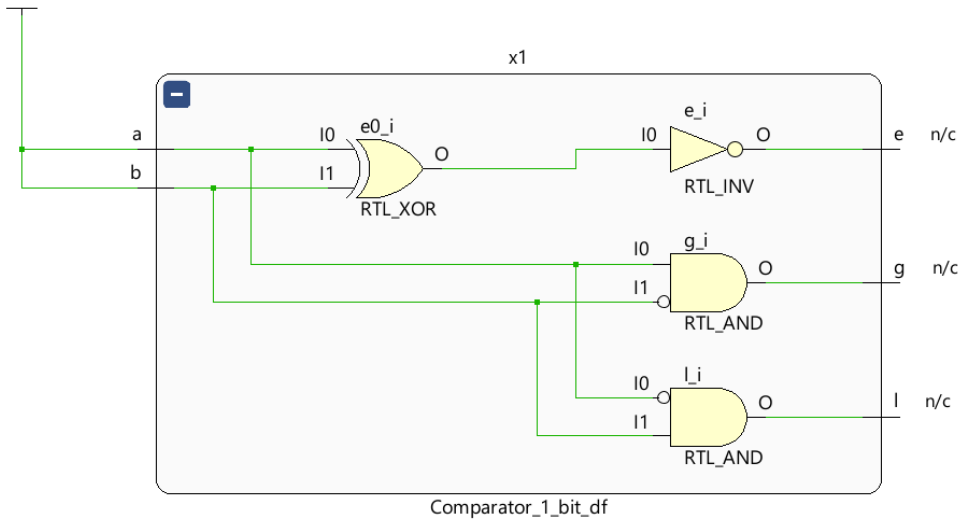 x1
e0_i
e_i
a
I0
O
I0
O
e
n/c
b
I1
RTL_XOR
RTL_INV
g_i
I0
O
g
n/c
I1
RTL_AND
l_i
I0
O
l
n/c
I1
RTL_AND
Comparator_1_bit_df